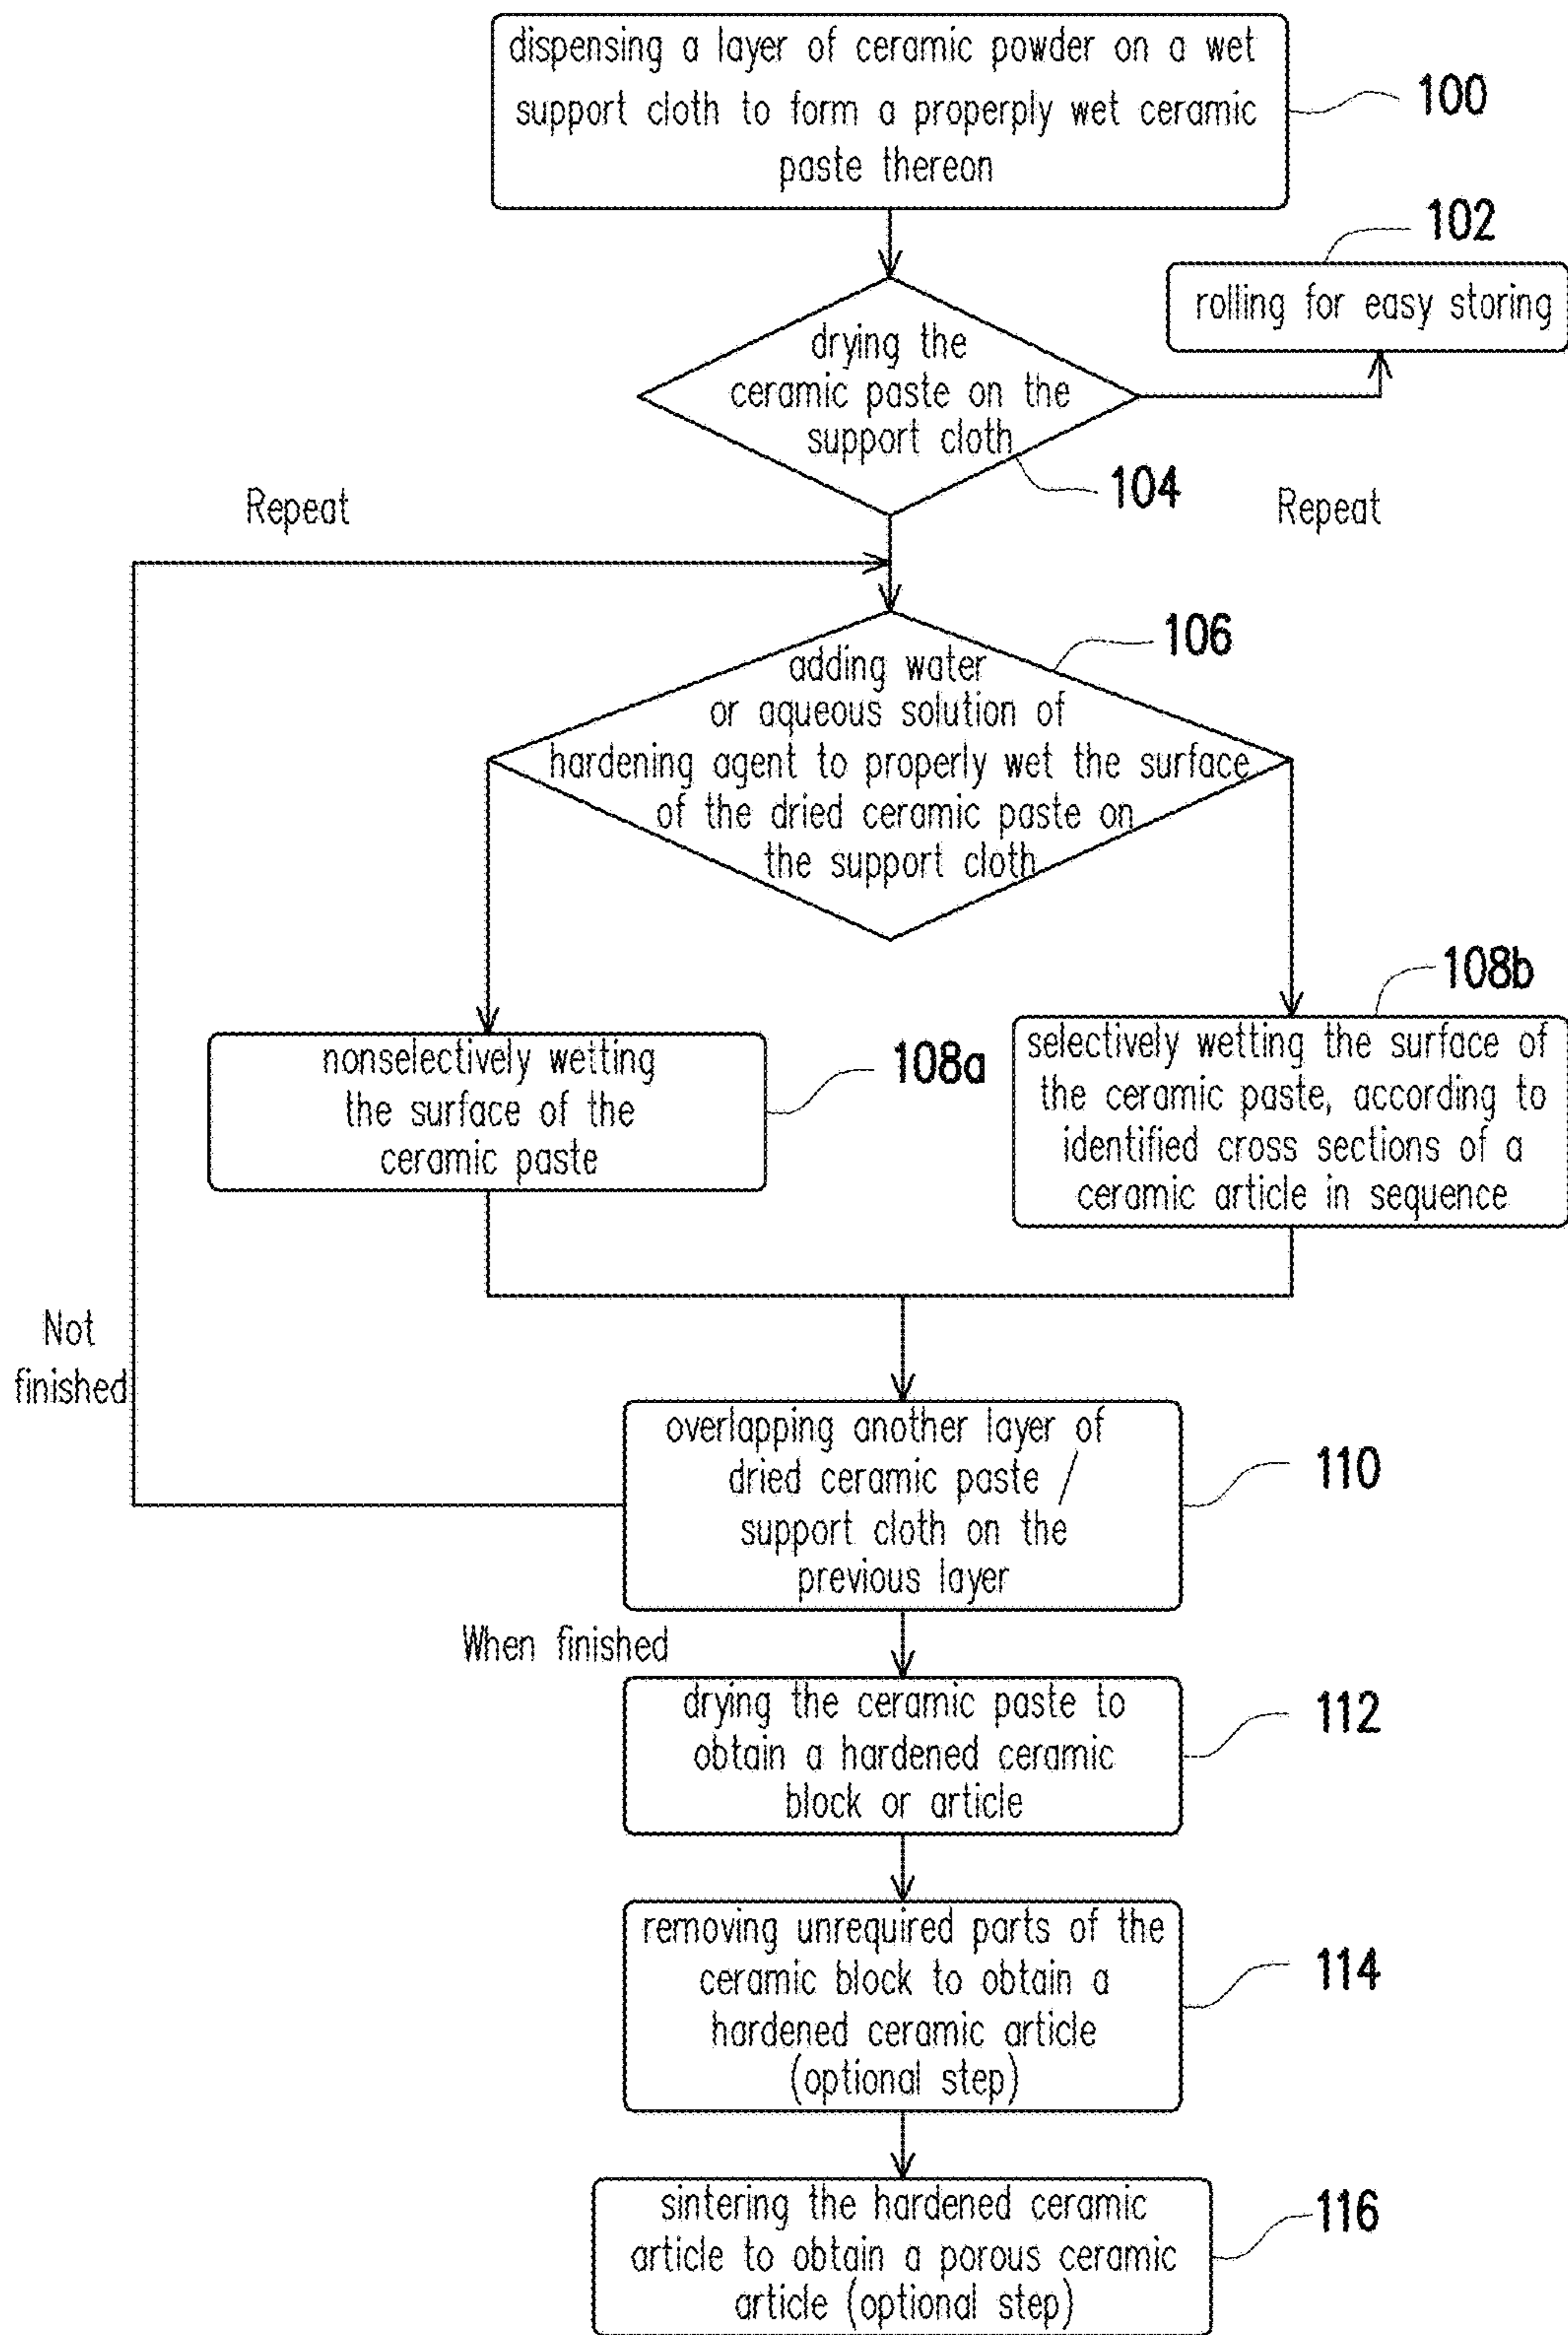 dispensing a layer of ceramic powder on a wet
support cloth to form a properply wet ceramic
paste thereon
100
102
rolling for easy storing
drying the
ceramic paste on the
support cloth
104
Repeat
Repeat
106
adding water
or aqueous solution of
hardening agent to properly wet the surface
of the dried ceramic paste on
the support cloth
108b
nonselectively wetting
the surface of the
ceramic paste
108a
selectively wetting the surface of
the ceramic paste, according to
identified cross sections of a
ceramic article in sequence
Not
finished
overlapping another layer of
dried ceramic paste /
support cloth on the
previous layer
110
When finished
drying the ceramic paste to
obtain a hardened ceramic
block or article
112
removing unrequired parts of the
ceramic block to obtain a
hardened ceramic article
(optional step)
114
sintering the hardened ceramic
article to obtain a porous ceramic
article (optional step)
116